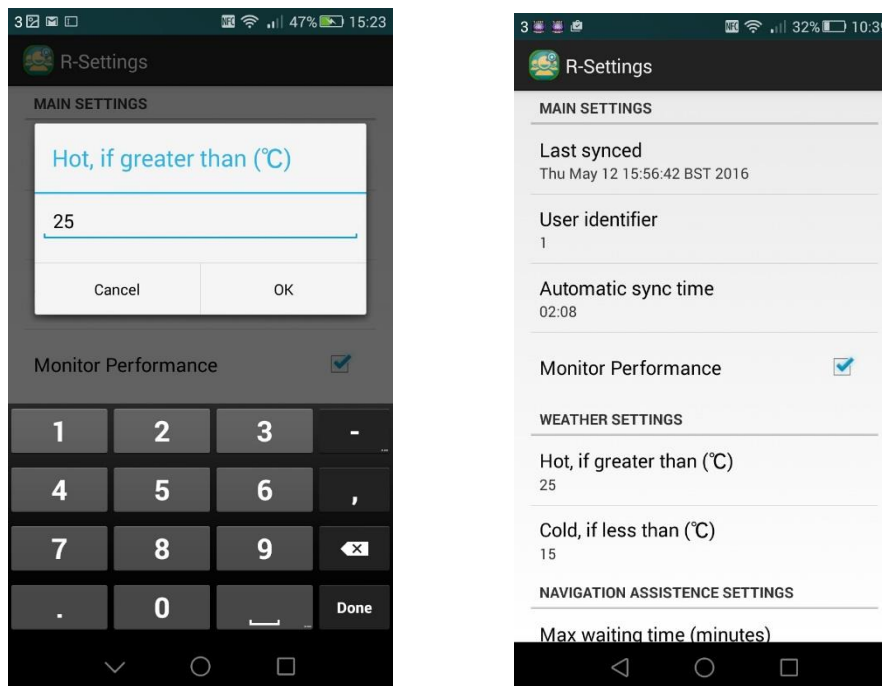 3 47% 15:23
R-Settings
MAIN SETTINGS
Hot, if greater than (℃)
25
Cancel OK
Monitor Performance
1 2 3 -
4 5 6 ,
7 8 9
. 0 Done
3 32% 10:39
R-Settings
MAIN SETTINGS
Last synced
Thu May 12 15:56:42 BST 2016
User identifier
1
Automatic sync time
02:08
Monitor Performance
WEATHER SETTINGS
Hot, if greater than (℃)
25
Cold, if less than (℃)
15
NAVIGATION ASSISTENCE SETTINGS
Max waiting time (minutes)